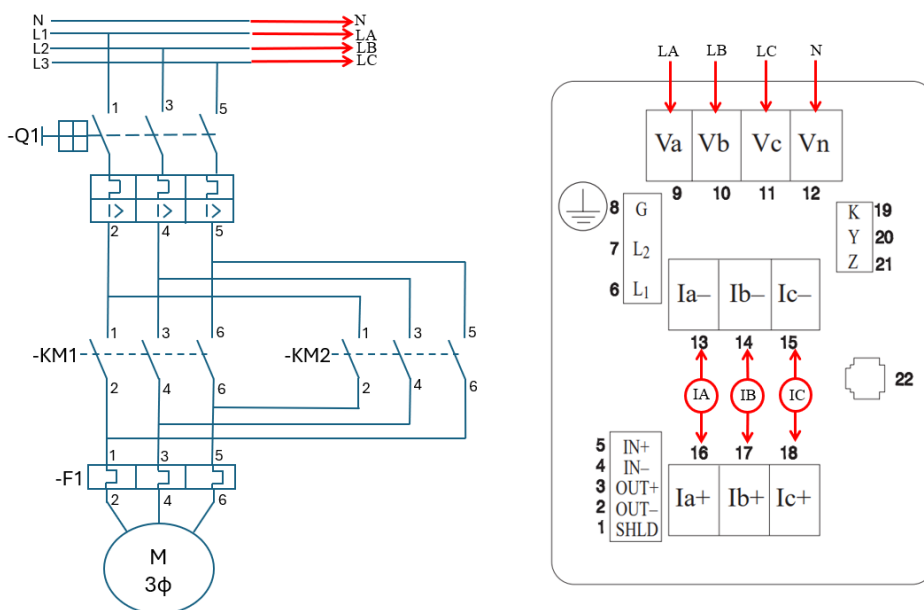 N N
L1 LA
L2 LB
L3 LC
1 3 5
-Q1
I> I> I>
2 4 5
1 3 6 1 3 5
-KM1 -KM2
2 4 6 2 4 6
1 3 5
-F1
2 4 6
M
3ϕ
LA LB LC N
Va Vb Vc Vn
9 10 11 12
8 G K 19
7 L2 Y 20
6 L1 Z 21
Ia– Ib– Ic–
13 14 15
IA IB IC 22
16 17 18
5 IN+
4 IN–
3 OUT+
2 OUT–
1 SHLD
Ia+ Ib+ Ic+